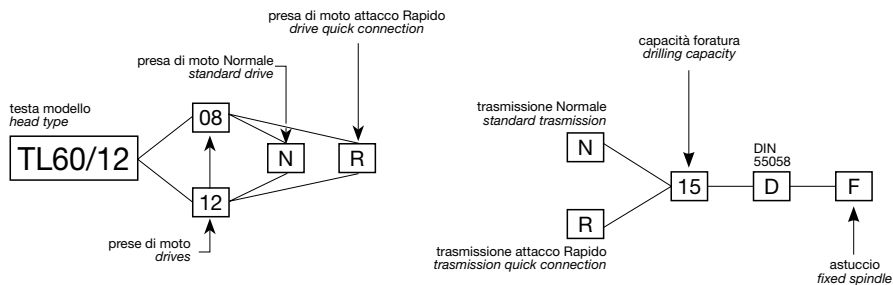 presa di moto attacco Rapido
drive quick connection
presa di moto Normale
standard drive
testa modello
head type
TL60/12
08
N
R
12
prese di moto
drives
capacità foratura
drilling capacity
trasmissione Normale
standard trasmission
N
DIN
55058
15
D
F
R
trasmissione attacco Rapido
trasmission quick connection
astuccio
fixed spindle